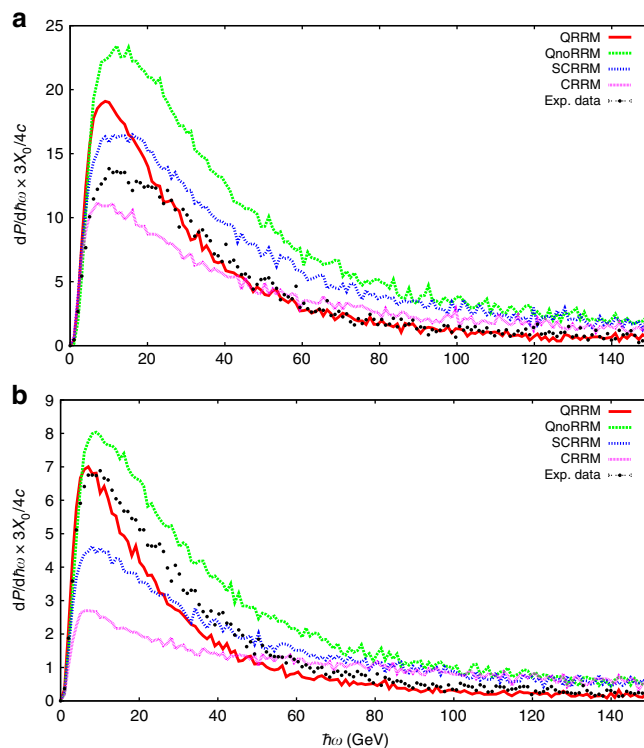 a
25
20
15
10
5
0
dP/dħω × 3X₀/4c
QRRM
QnoRRM
SCRRM
CRRM
Exp. data
0 20 40 60 80 100 120 140
b
9
8
7
6
5
4
3
2
1
0
dP/dħω × 3X₀/4c
QRRM
QnoRRM
SCRRM
CRRM
Exp. data
0 20 40 60 80 100 120 140
ħω (GeV)